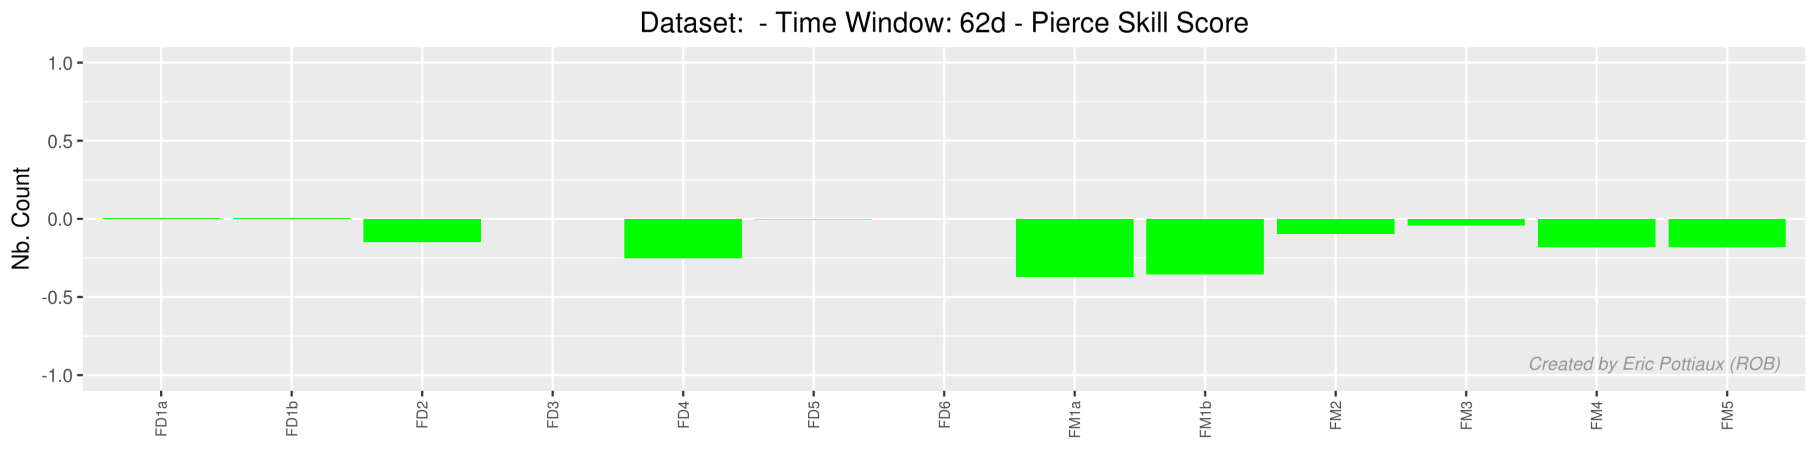 Dataset:  - Time Window: 62d - Pierce Skill Score
Nb. Count
1.0
0.5
0.0
-0.5
-1.0
Created by Eric Pottiaux (ROB)
FD1a FD1b FD2 FD3 FD4 FD5 FD6 FM1a FM1b FM2 FM3 FM4 FM5